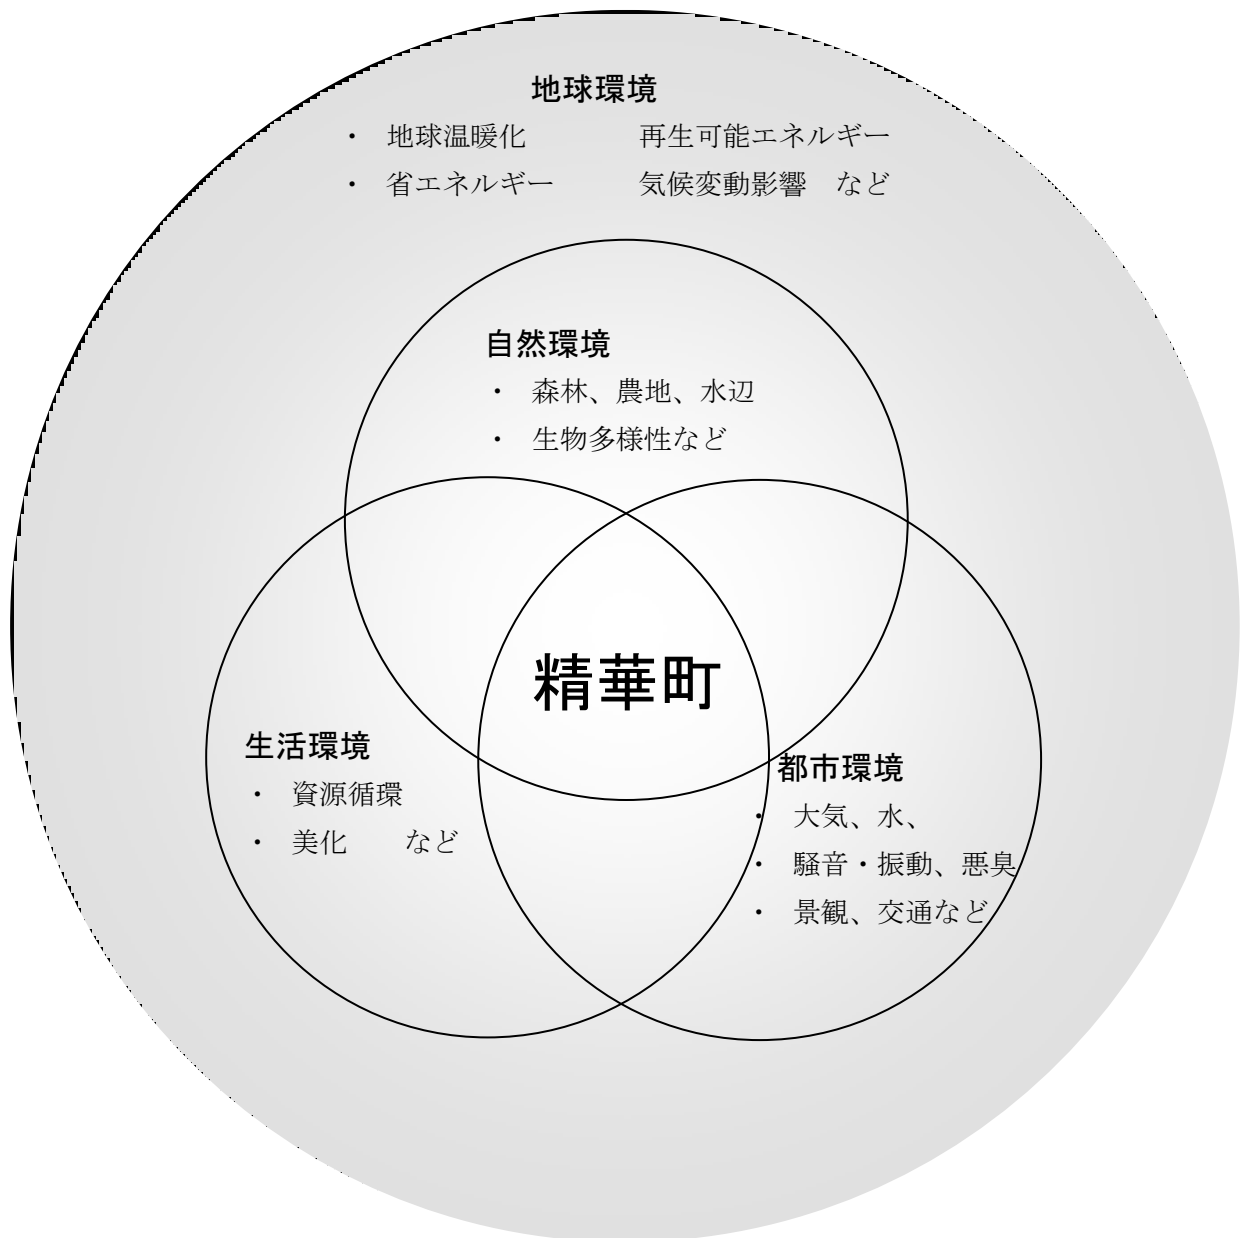 地球環境
・ 地球温暖化　　　　再生可能エネルギー
・ 省エネルギー　　　気候変動影響　など
自然環境
・ 森林、農地、水辺
・ 生物多様性など
精華町
生活環境
・ 資源循環
・ 美化　　など
都市環境
・ 大気、水、
・ 騒音・振動、悪臭
・ 景観、交通など